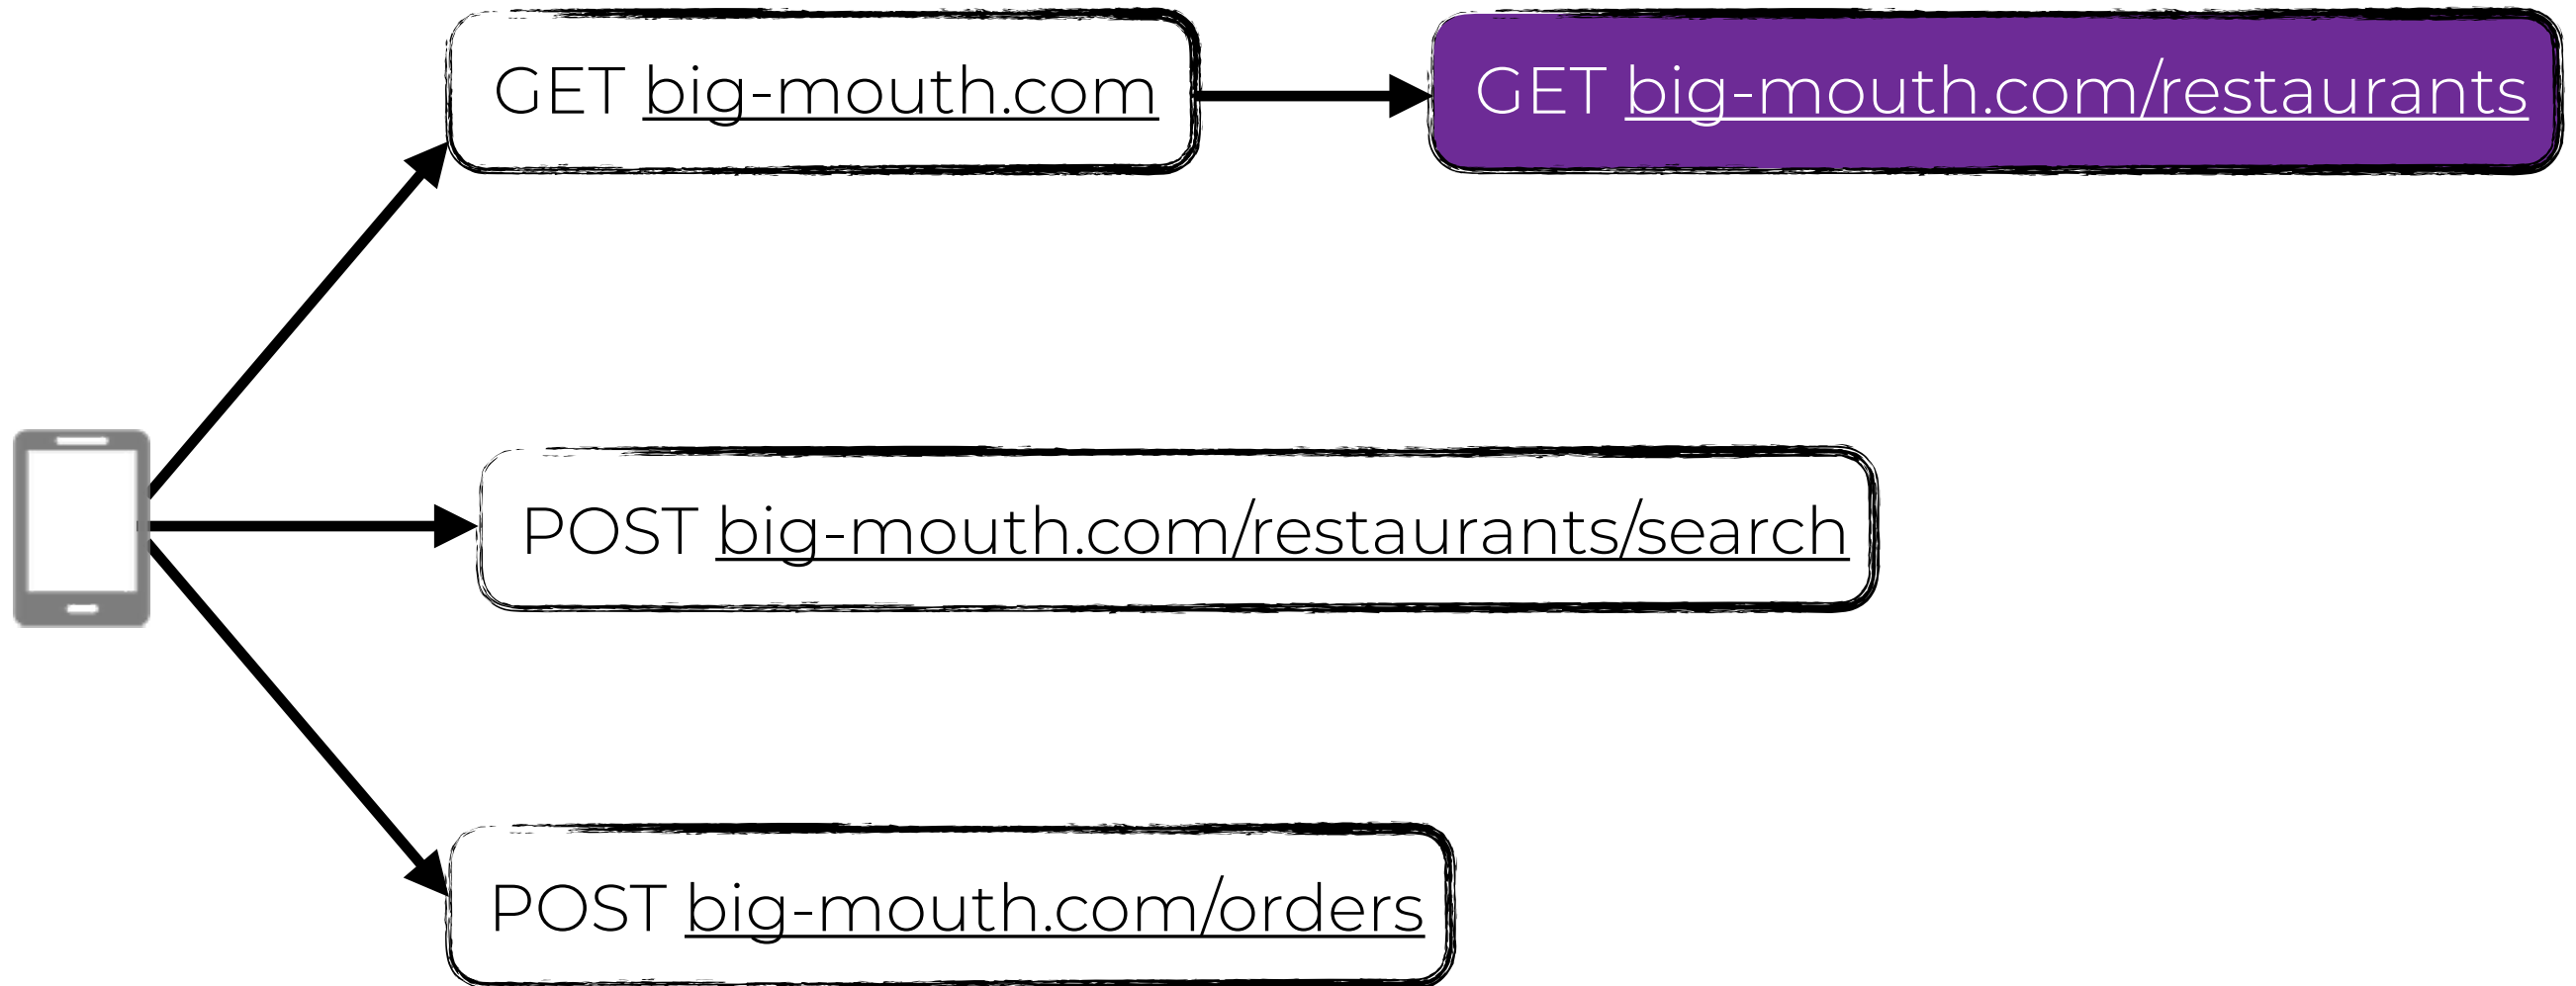 GET big-mouth.com
GET big-mouth.com/restaurants
POST big-mouth.com/restaurants/search
POST big-mouth.com/orders